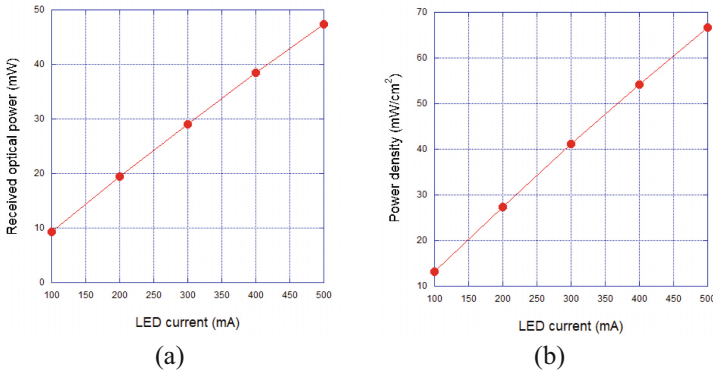 50
40
30
20
10
0
Received optical power (mW)
100 150 200 250 300 350 400 450 500
LED current (mA)
(a)
70
60
50
40
30
20
10
Power density (mW/cm²)
100 150 200 250 300 350 400 450 500
LED current (mA)
(b)